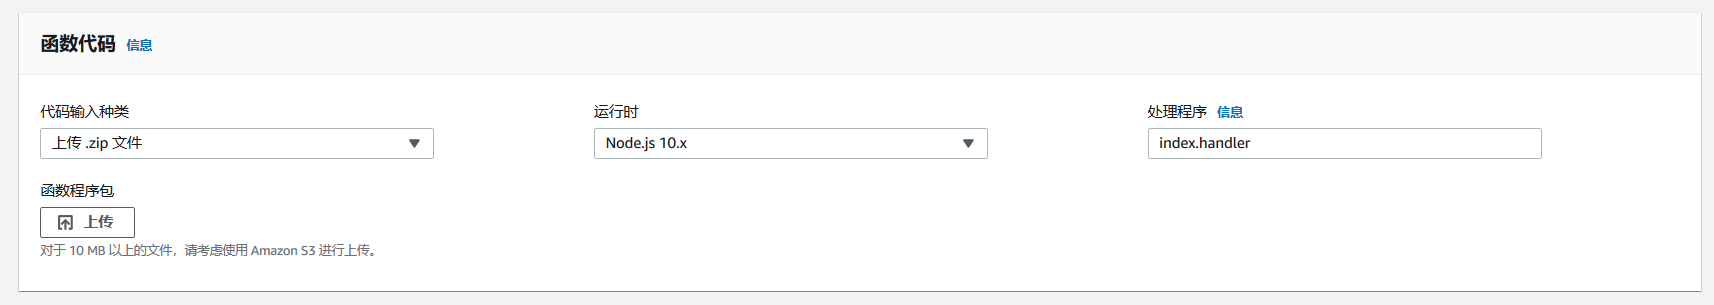 函数代码 信息
代码输入种类
上传 .zip 文件
运行时
Node.js 10.x
处理程序 信息
index.handler
函数程序包
上传
对于 10 MB 以上的文件，请考虑使用 Amazon S3 进行上传。